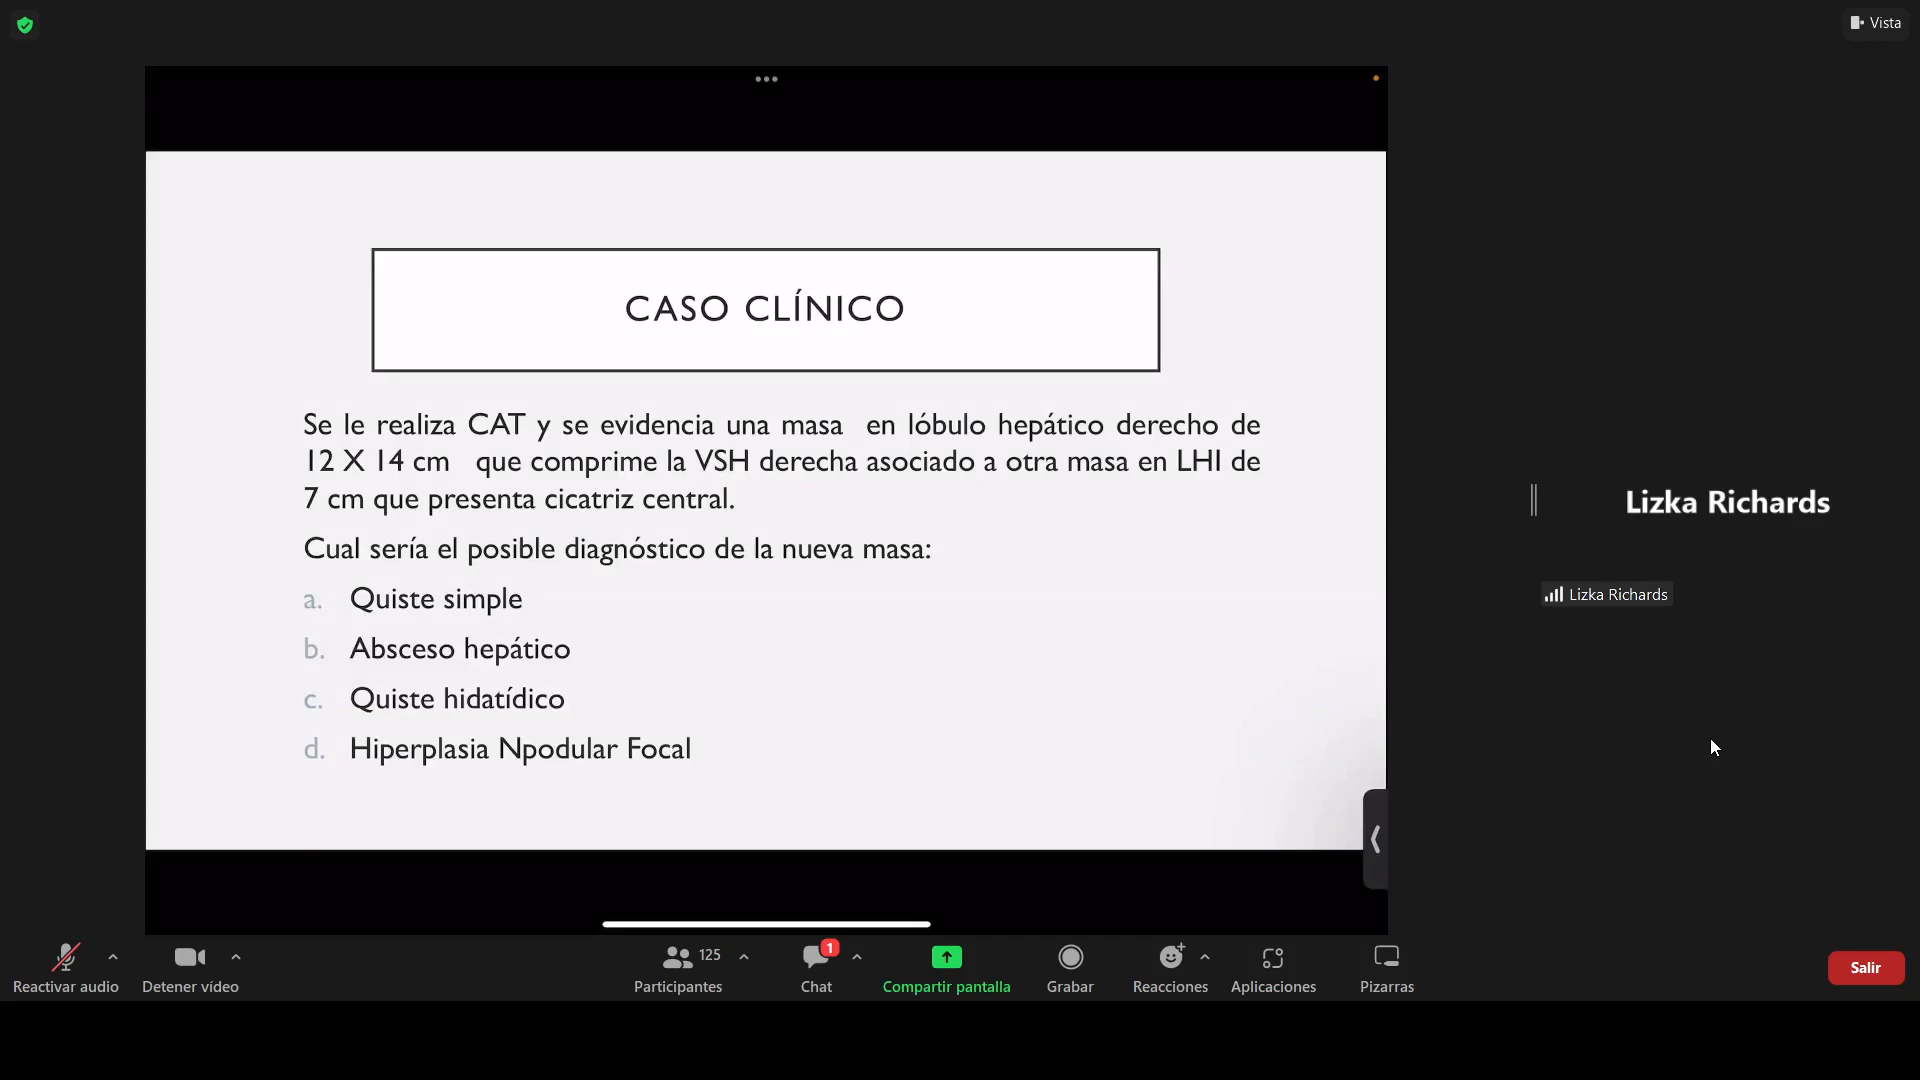 Vista
CASO CLÍNICO
Se le realiza CAT y se evidencia una masa en lóbulo hepático derecho de
12 X 14 cm que comprime la VSH derecha asociado a otra masa en LHI de
7 cm que presenta cicatriz central.
Cual sería el posible diagnóstico de la nueva masa:
a. Quiste simple
b. Absceso hepático
c. Quiste hidatídico
d. Hiperplasia Npodular Focal
Lizka Richards
Lizka Richards
Reactivar audio
Detener vídeo
125
Participantes
1
Chat
Compartir pantalla
Grabar
Reacciones
Aplicaciones
Pizarras
Salir